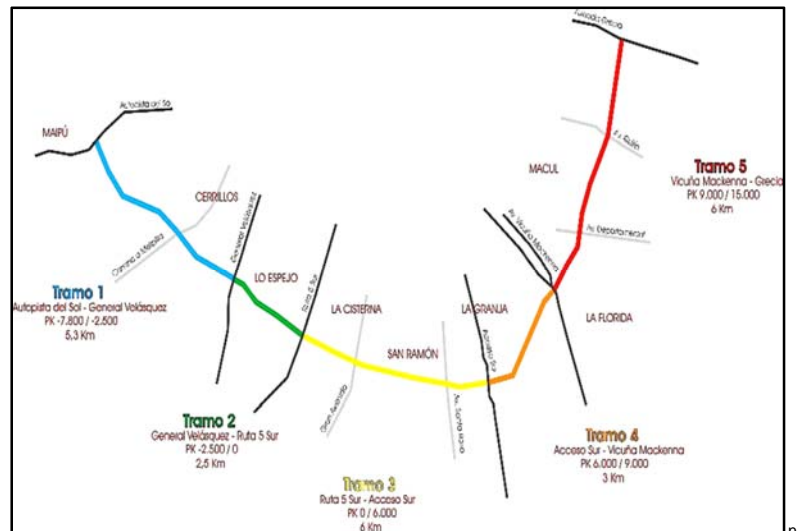 Avenida Grecia
Autopista del Sol
MAIPÚ
CERRILLOS
Camino a Melipilla
General Velásquez
LO ESPEJO
Ruta 5 Sur
LA CISTERNA
Gran Avenida
SAN RAMÓN
Av. Santa Rosa
LA GRANJA
Acceso Sur
Av. Vicuña Mackenna
LA FLORIDA
Av. Departamental
MACUL
Av. Quilín
Tramo 5
Vicuña Mackenna - Grecia
PK 9.000 / 15.000
6 Km
Tramo 1
Autopista del Sol - General Velásquez
PK -7.800 / -2.500
5,3 Km
Tramo 2
General Velásquez - Ruta 5 Sur
PK -2.500 / 0
2,5 Km
Tramo 3
Ruta 5 Sur - Acceso Sur
PK 0 / 6.000
6 Km
Tramo 4
Acceso Sur - Vicuña Mackenna
PK 6.000 / 9.000
3 Km